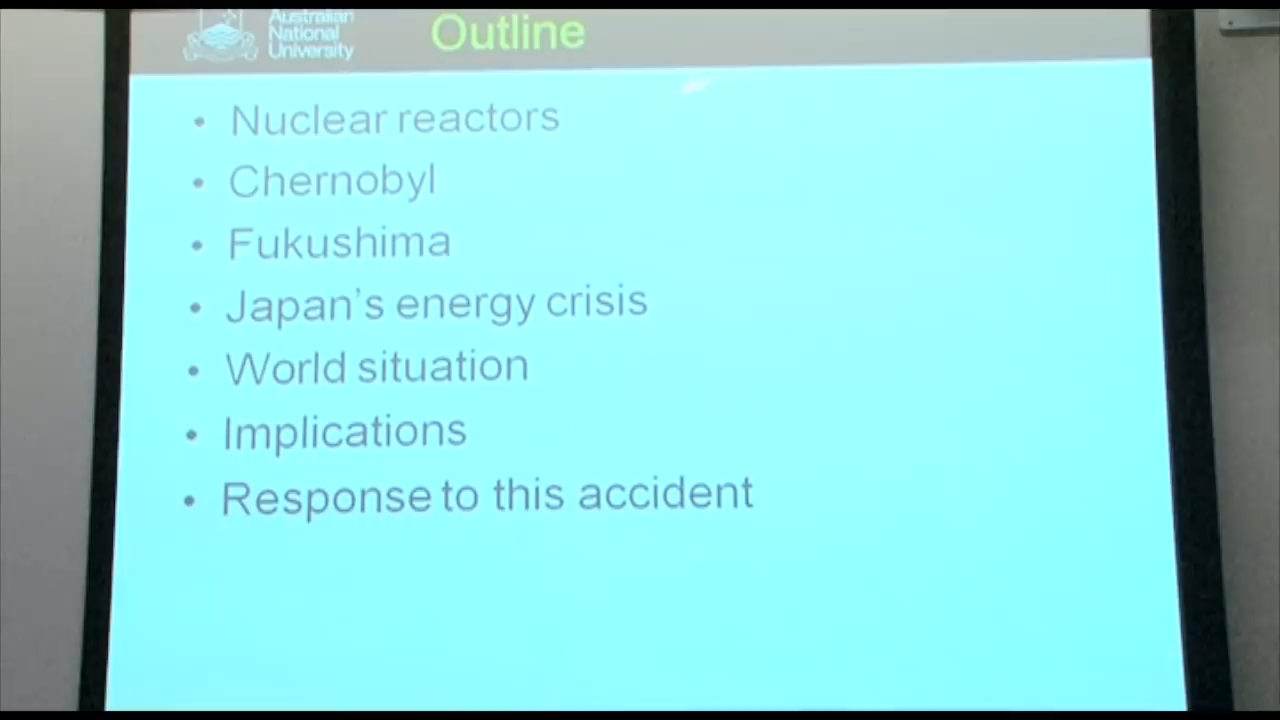 Australian
National
University
Outline
• Nuclear reactors
• Chernobyl
• Fukushima
• Japan's energy crisis
• World situation
• Implications
• Response to this accident